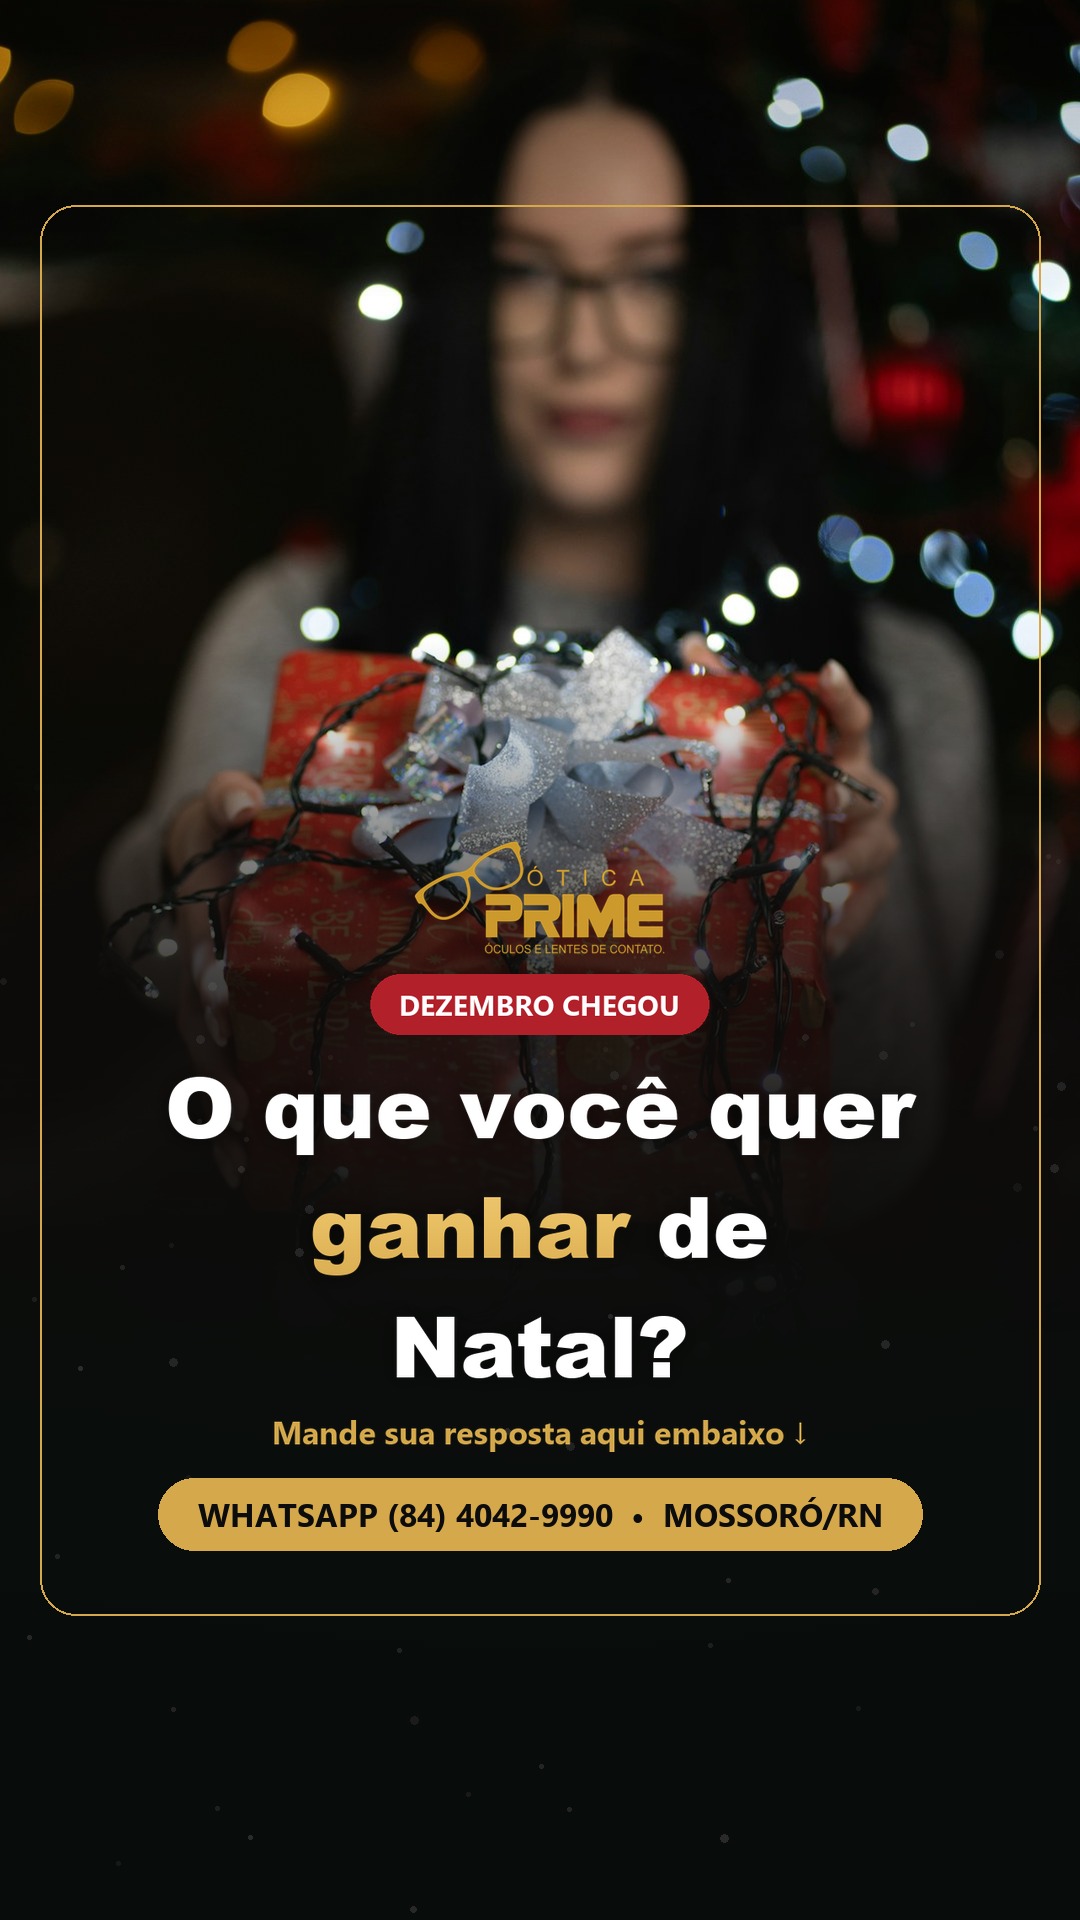 ÓTICA
PRIME
ÓCULOS E LENTES DE CONTATO.
DEZEMBRO CHEGOU
O que você quer
ganhar de
Natal?
Mande sua resposta aqui embaixo ↓
WHATSAPP (84) 4042-9990 • MOSSORÓ/RN